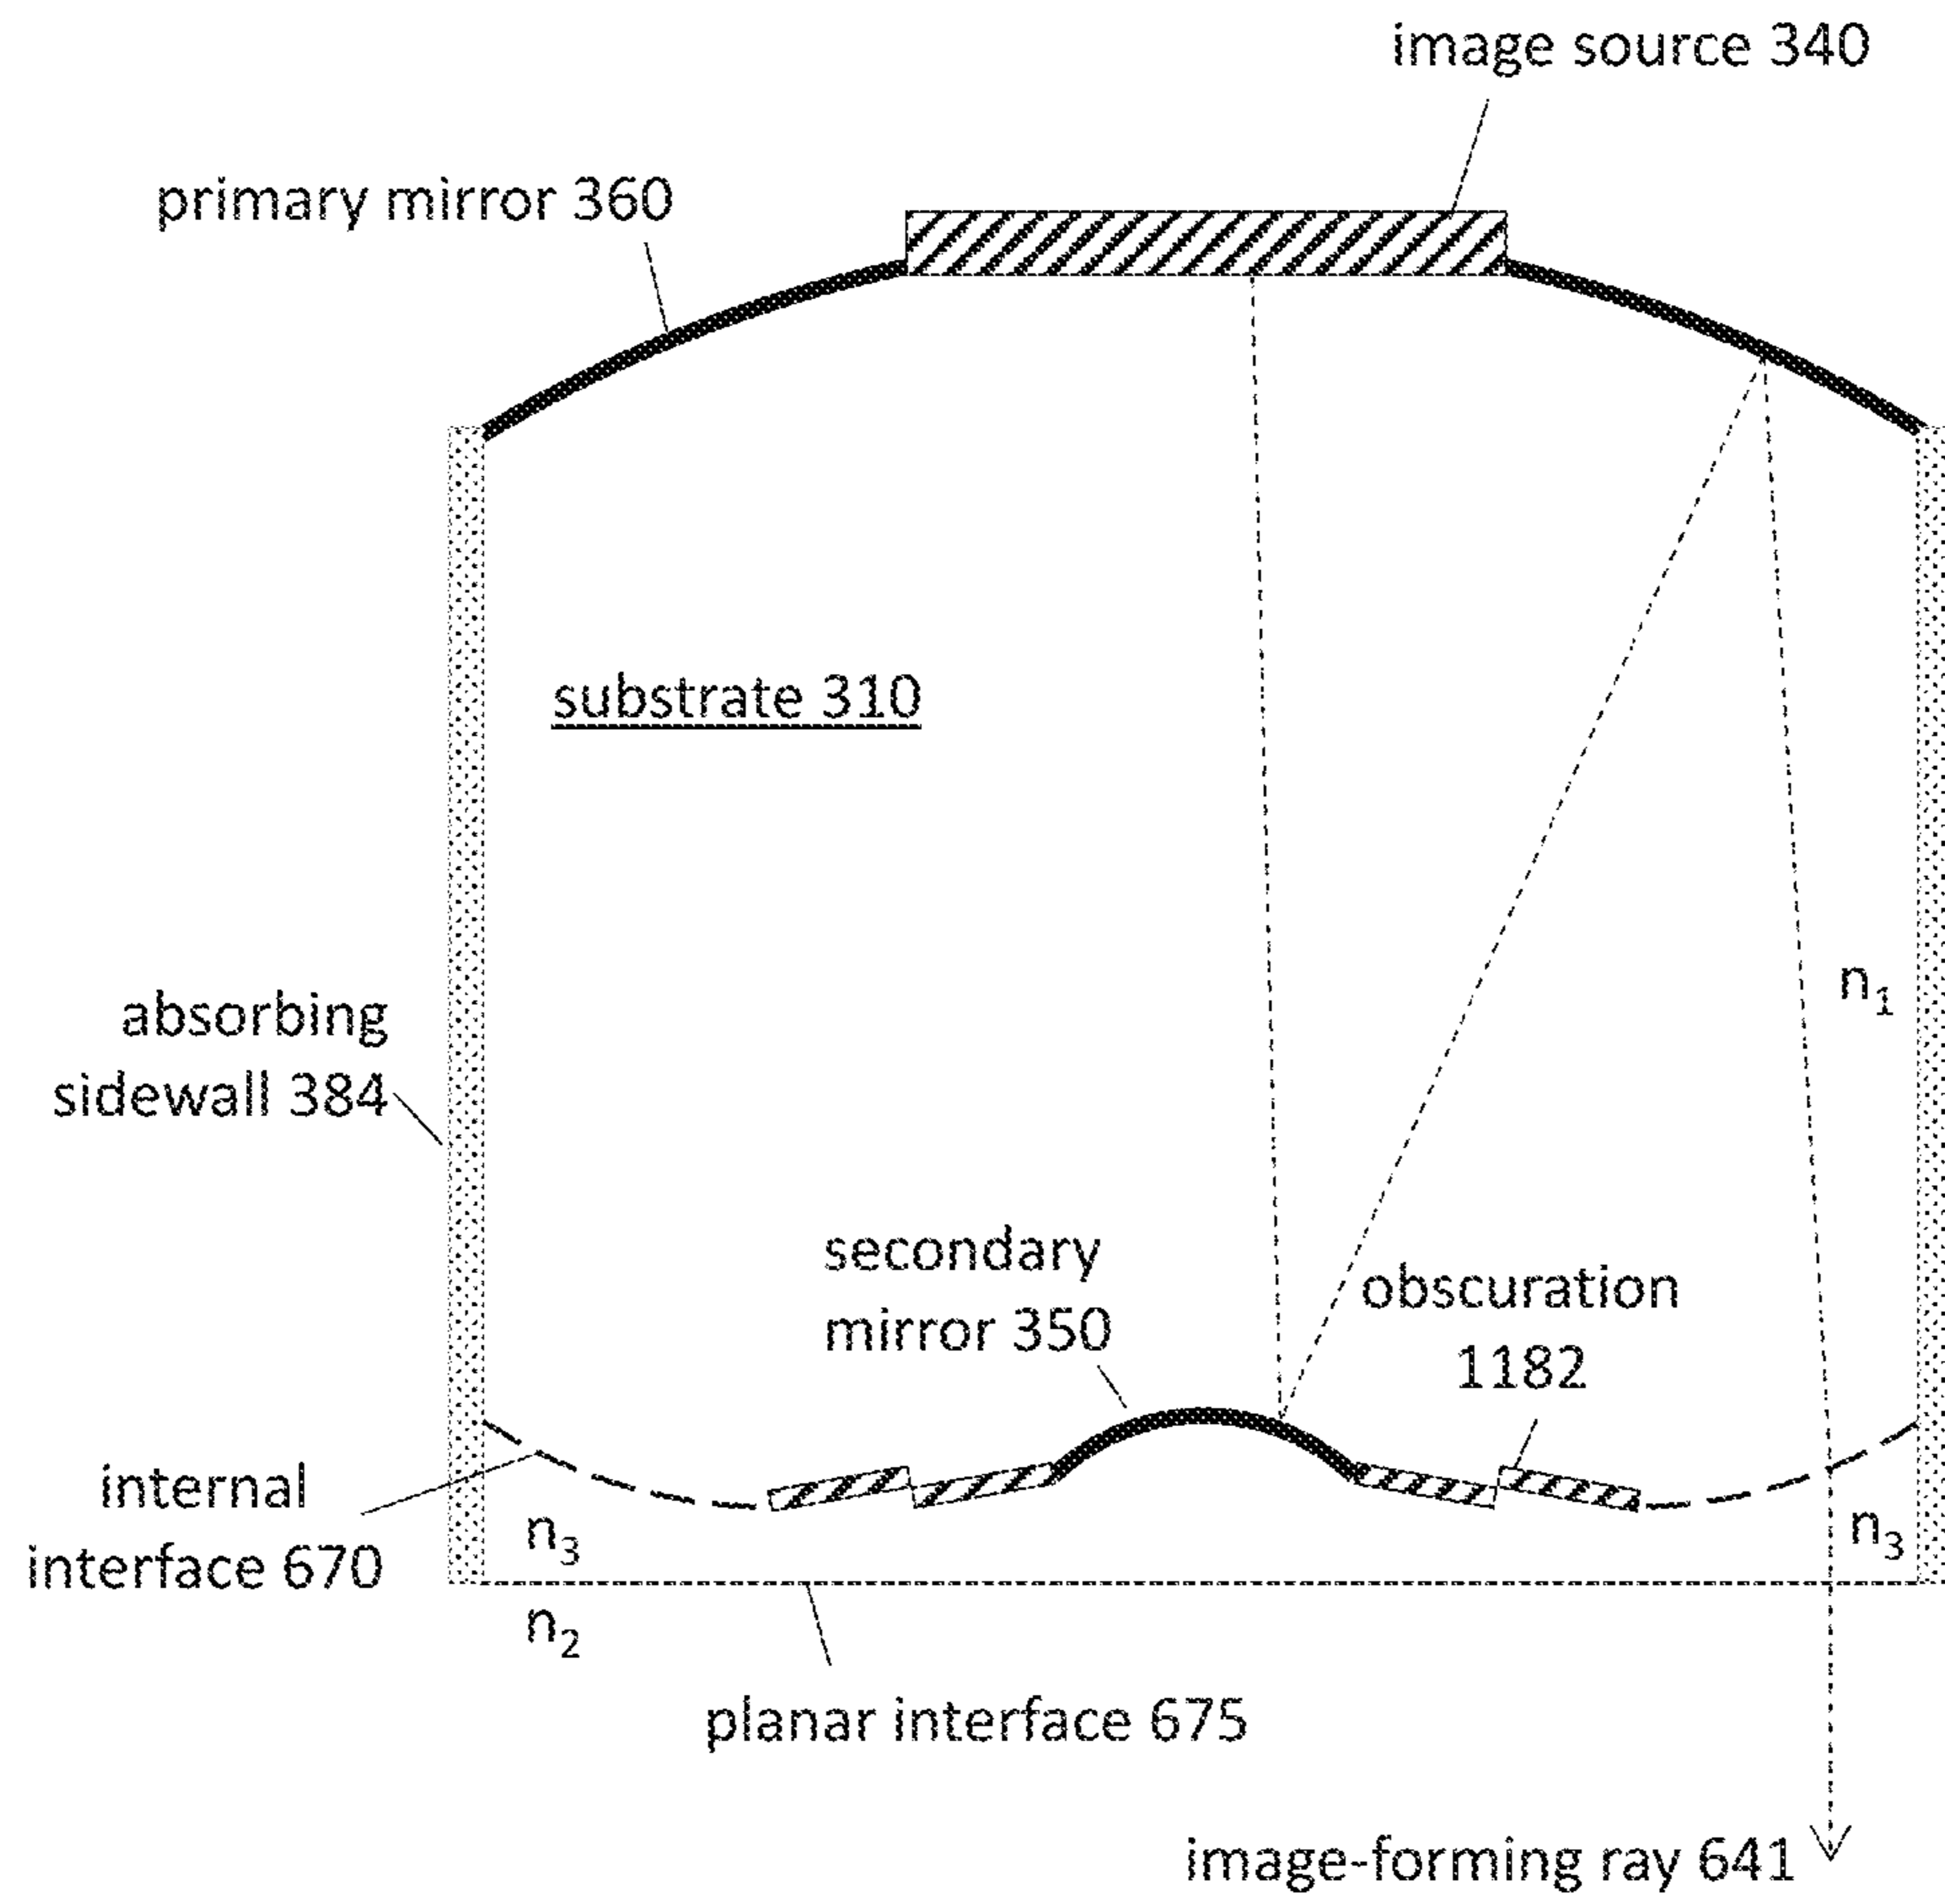 image source 340
primary mirror 360
substrate 310
n1
absorbing
sidewall 384
secondary
mirror 350
obscuration
1182
internal
interface 670
n3
n3
n2
planar interface 675
image-forming ray 641